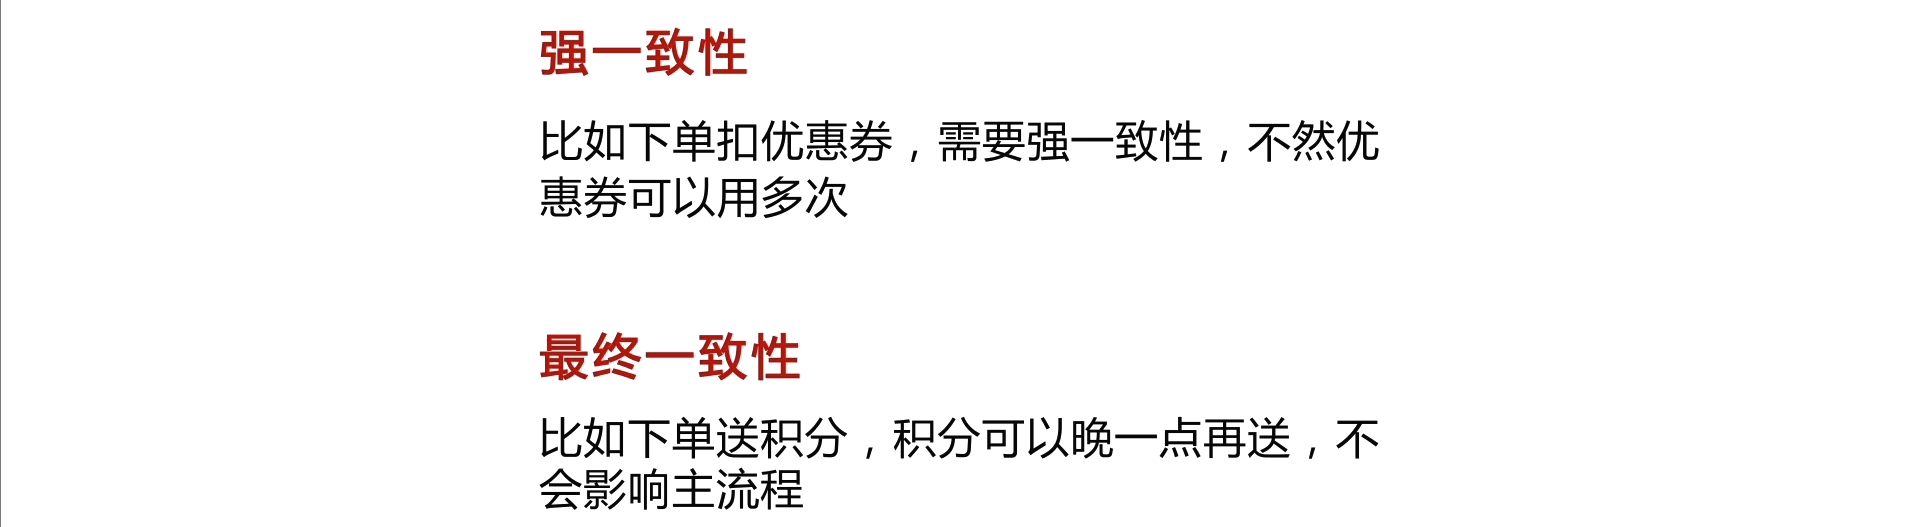 强一致性
比如下单扣优惠券，需要强一致性，不然优
惠券可以用多次
最终一致性
比如下单送积分，积分可以晚一点再送，不
会影响主流程